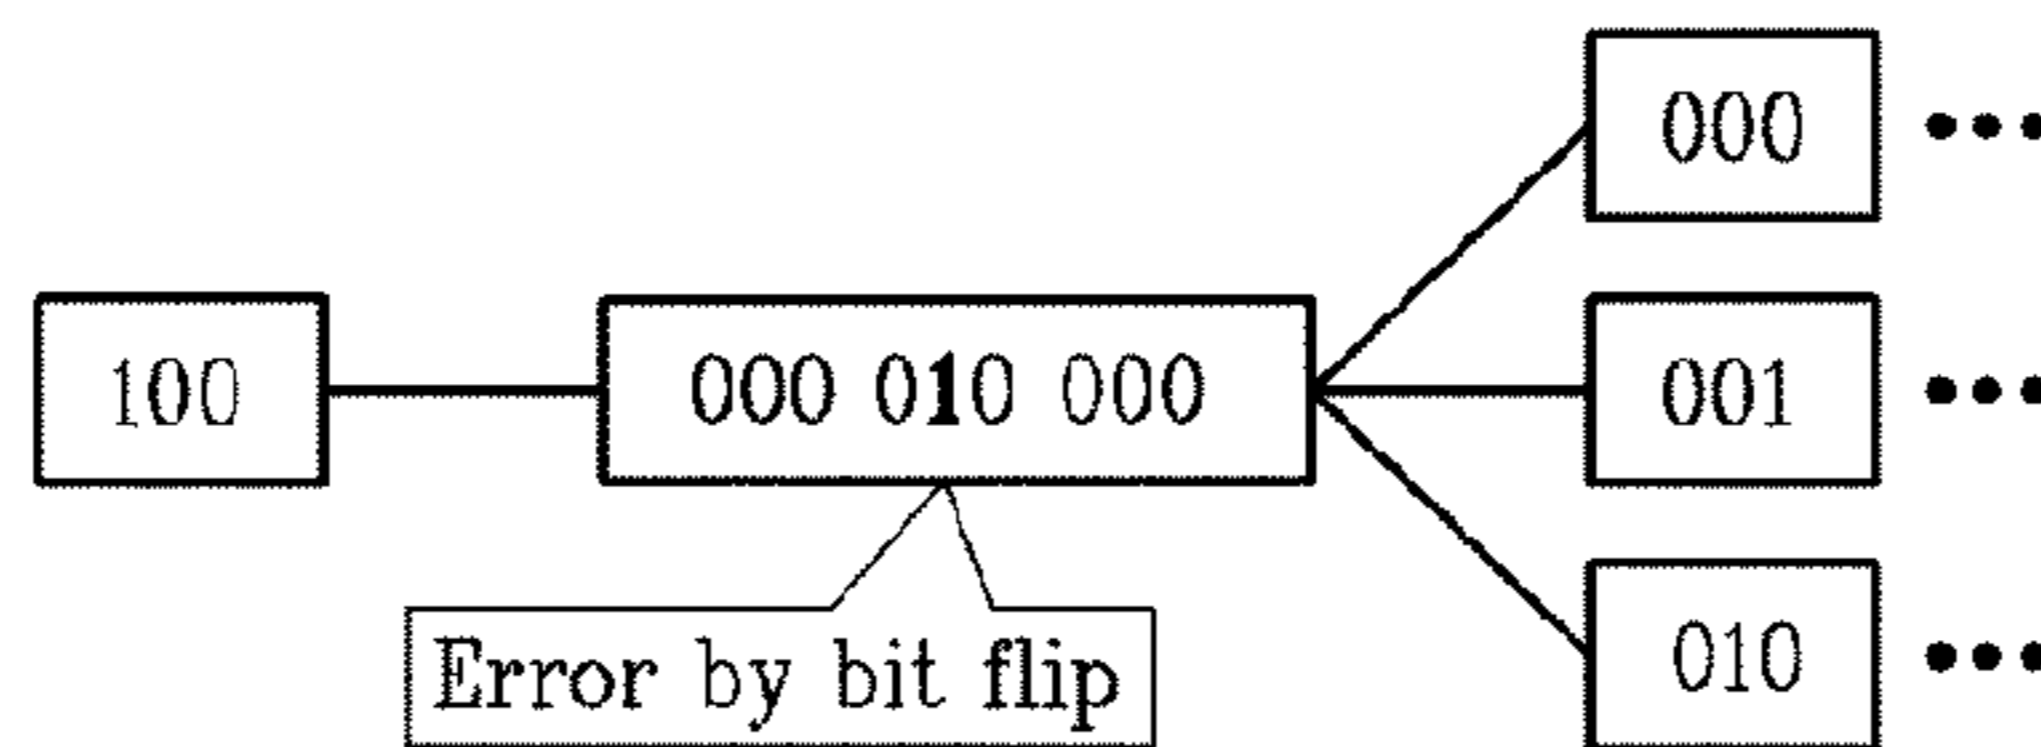 000 •••
100
000 010 000
001 •••
Error by bit flip
010 •••